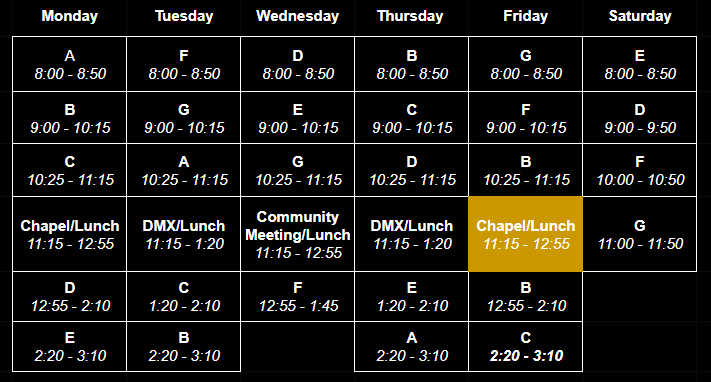 Monday Tuesday Wednesday Thursday Friday Saturday
A F D B G E
8:00 - 8:50 8:00 - 8:50 8:00 - 8:50 8:00 - 8:50 8:00 - 8:50 8:00 - 8:50
B G E C F D
9:00 - 10:15 9:00 - 10:15 9:00 - 10:15 9:00 - 10:15 9:00 - 10:15 9:00 - 9:50
C A G D B F
10:25 - 11:15 10:25 - 11:15 10:25 - 11:15 10:25 - 11:15 10:25 - 11:15 10:00 - 10:50
Chapel/Lunch DMX/Lunch Community Meeting/Lunch DMX/Lunch Chapel/Lunch G
11:15 - 12:55 11:15 - 1:20 11:15 - 12:55 11:15 - 1:20 11:15 - 12:55 11:00 - 11:50
D C F E B
12:55 - 2:10 1:20 - 2:10 12:55 - 1:45 1:20 - 2:10 12:55 - 2:10
E B A C
2:20 - 3:10 2:20 - 3:10 2:20 - 3:10 2:20 - 3:10